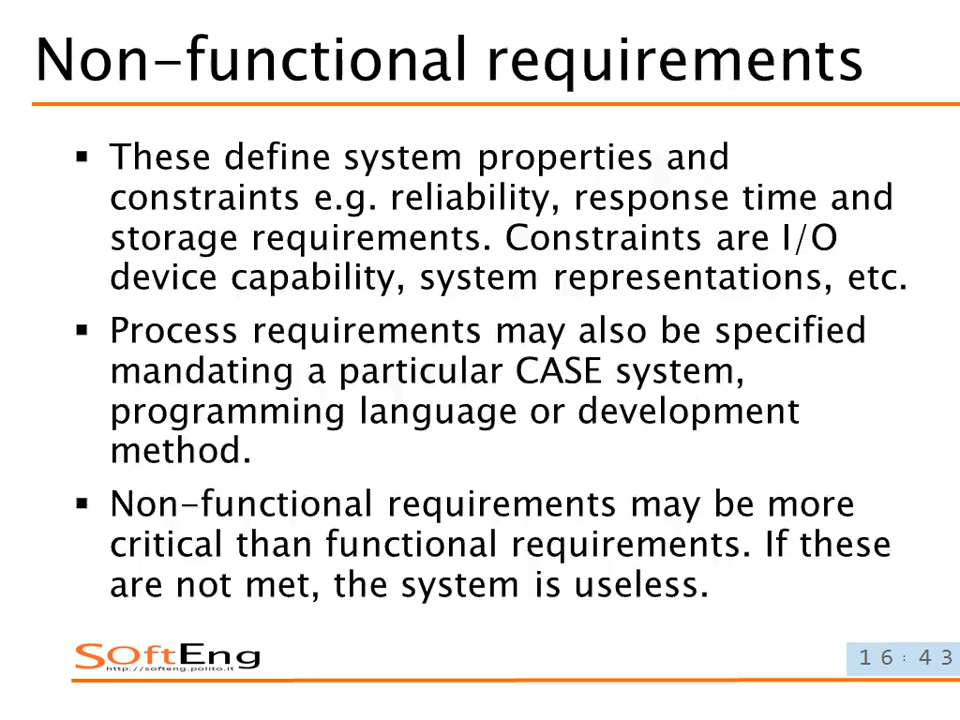 Non-functional requirements
▪ These define system properties and
constraints e.g. reliability, response time and
storage requirements. Constraints are I/O
device capability, system representations, etc.
▪ Process requirements may also be specified
mandating a particular CASE system,
programming language or development
method.
▪ Non-functional requirements may be more
critical than functional requirements. If these
are not met, the system is useless.
SOftEng
http://softeng.polito.it
16:43